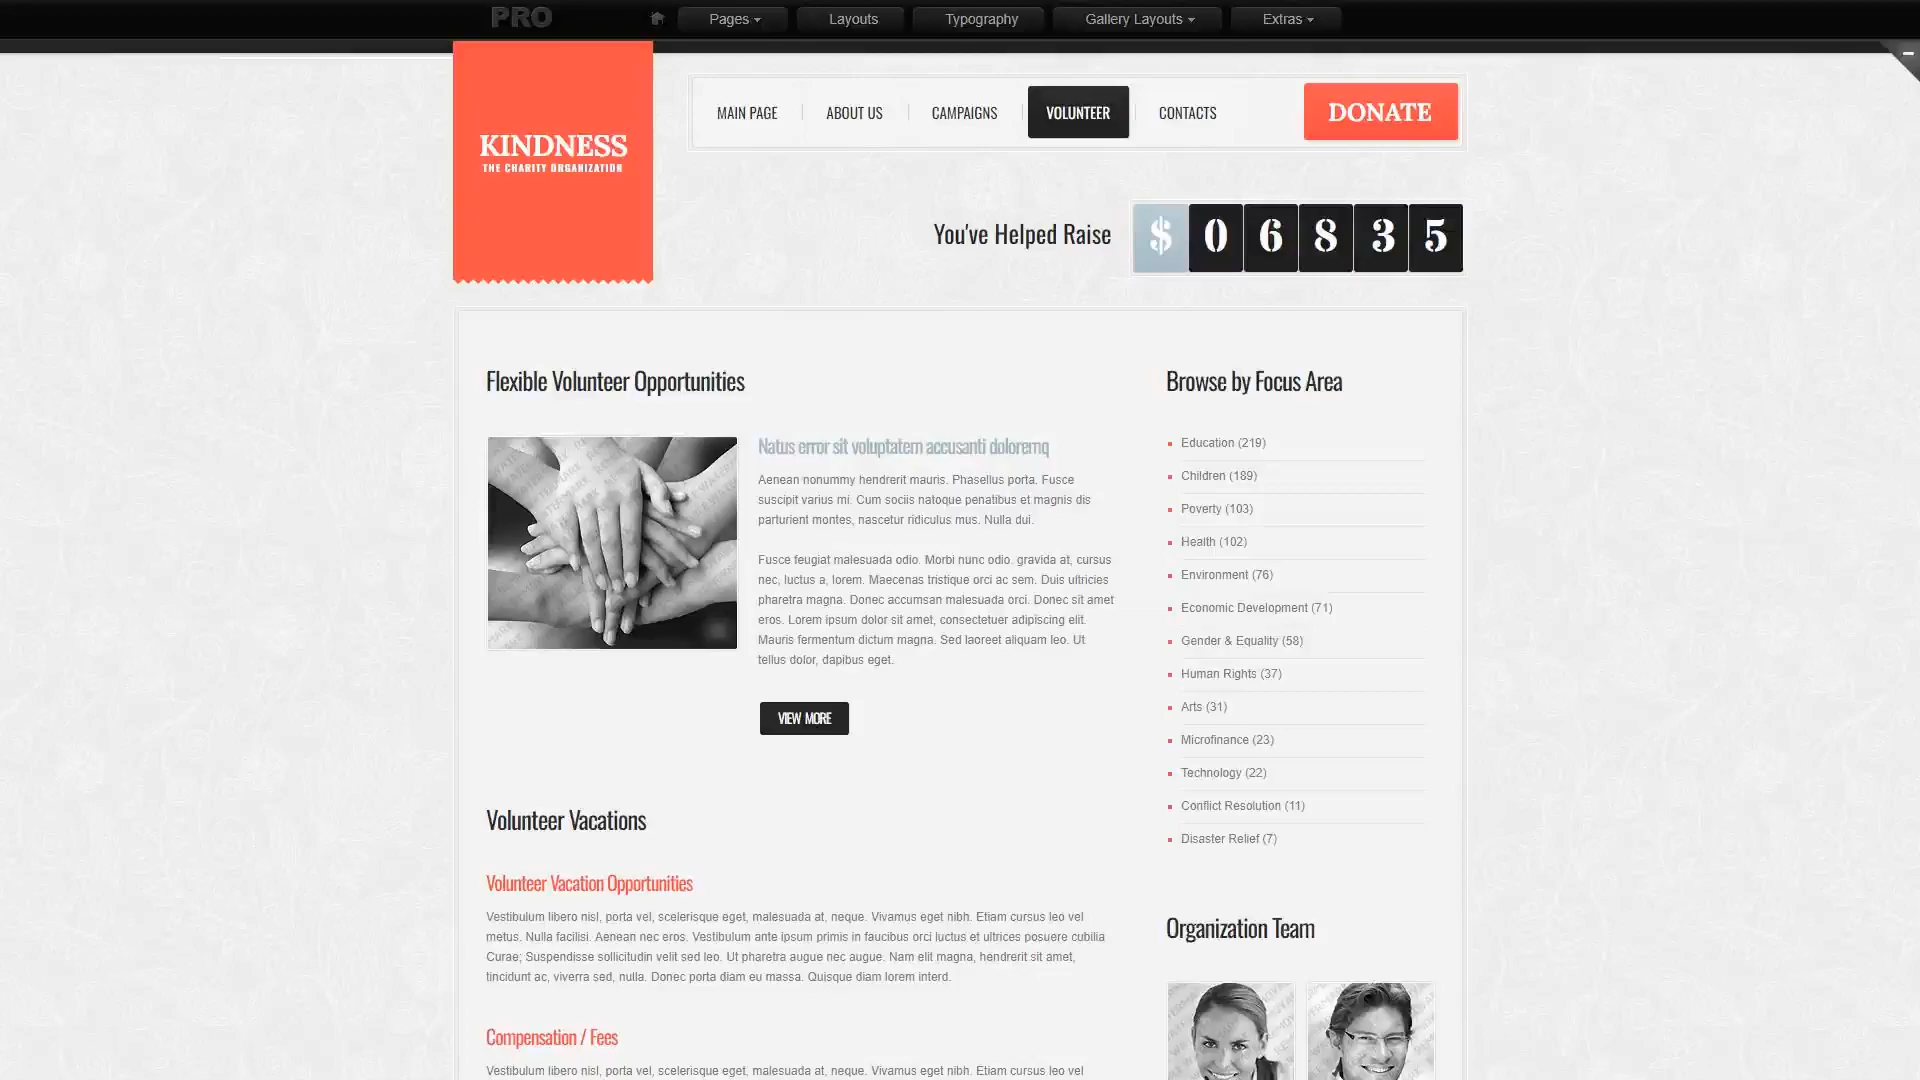 PRO
Pages
Layouts
Typography
Gallery Layouts
Extras
KINDNESS
THE CHARITY ORGANIZATION
MAIN PAGE
ABOUT US
CAMPAIGNS
VOLUNTEER
CONTACTS
DONATE
You've Helped Raise
$ 0 6 8 3 5
Flexible Volunteer Opportunities
Natus error sit voluptatem accusanti doloremq
Aenean nonummy hendrerit mauris. Phasellus porta. Fusce
suscipit varius mi. Cum sociis natoque penatibus et magnis dis
parturient montes, nascetur ridiculus mus. Nulla dui.
Fusce feugiat malesuada odio. Morbi nunc odio, gravida at, cursus
nec, luctus a, lorem. Maecenas tristique orci ac sem. Duis ultricies
pharetra magna. Donec accumsan malesuada orci. Donec sit amet
eros. Lorem ipsum dolor sit amet, consectetuer adipiscing elit.
Mauris fermentum dictum magna. Sed laoreet aliquam leo. Ut
tellus dolor, dapibus eget.
VIEW MORE
Volunteer Vacations
Volunteer Vacation Opportunities
Vestibulum libero nisl, porta vel, scelerisque eget, malesuada at, neque. Vivamus eget nibh. Etiam cursus leo vel
metus. Nulla facilisi. Aenean nec eros. Vestibulum ante ipsum primis in faucibus orci luctus et ultrices posuere cubilia
Curae; Suspendisse sollicitudin velit sed leo. Ut pharetra augue nec augue. Nam elit magna, hendrerit sit amet,
tincidunt ac, viverra sed, nulla. Donec porta diam eu massa. Quisque diam lorem interd.
Compensation / Fees
Vestibulum libero nisl, porta vel, scelerisque eget, malesuada at, neque. Vivamus eget nibh. Etiam cursus leo vel
Browse by Focus Area
Education (219)
Children (189)
Poverty (103)
Health (102)
Environment (76)
Economic Development (71)
Gender & Equality (58)
Human Rights (37)
Arts (31)
Microfinance (23)
Technology (22)
Conflict Resolution (11)
Disaster Relief (7)
Organization Team